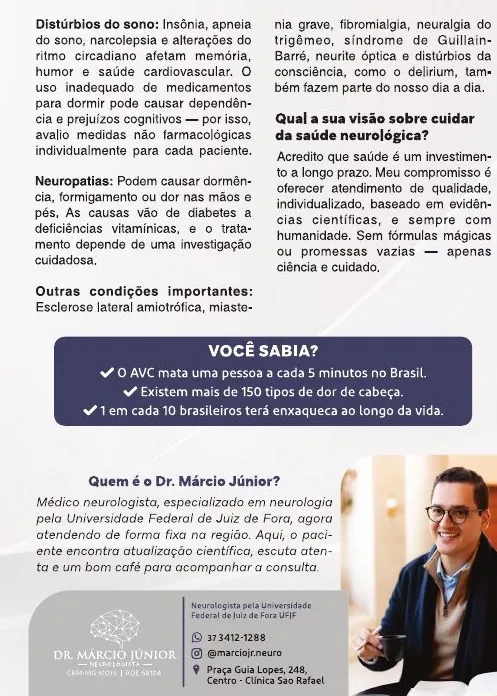 Distúrbios do sono: Insônia, apneia
do sono, narcolepsia e alterações do
ritmo circadiano afetam memória,
humor e saúde cardiovascular. O
uso inadequado de medicamentos
para dormir pode causar dependên-
cia e prejuízos cognitivos — por isso,
avalio medidas não farmacológicas
individualmente para cada paciente.
Neuropatias: Podem causar dormên-
cia, formigamento ou dor nas mãos e
pés. As causas vão de diabetes a
deficiências vitamínicas, e o trata-
mento depende de uma investigação
cuidadosa.
Outras condições importantes:
Esclerose lateral amiotrófica, miaste-
nia grave, fibromialgia, neuralgia do
trigêmeo, síndrome de Guillain-
Barré, neurite óptica e distúrbios da
consciência, como o delirium, tam-
bém fazem parte do nosso dia a dia.
Qual a sua visão sobre cuidar
da saúde neurológica?
Acredito que saúde é um investimen-
to a longo prazo. Meu compromisso é
oferecer atendimento de qualidade,
individualizado, baseado em evidên-
cias científicas, e sempre com
humanidade. Sem fórmulas mágicas
ou promessas vazias — apenas
ciência e cuidado.
VOCÊ SABIA?
✔ O AVC mata uma pessoa a cada 5 minutos no Brasil.
✔ Existem mais de 150 tipos de dor de cabeça.
✔ 1 em cada 10 brasileiros terá enxaqueca ao longo da vida.
Quem é o Dr. Márcio Júnior?
Médico neurologista, especializado em neurologia
pela Universidade Federal de Juiz de Fora, agora
atendendo de forma fixa na região. Aqui, o paci-
ente encontra atualização científica, escuta aten-
ta e um bom café para acompanhar a consulta.
DR. MÁRCIO JÚNIOR
NEUROLOGISTA
Neurologista pela Universidade
Federal de Juiz de Fora UFJF
37 3412-1288
@marciojr.neuro
Praça Guia Lopes, 248,
Centro - Clínica Sao Rafael